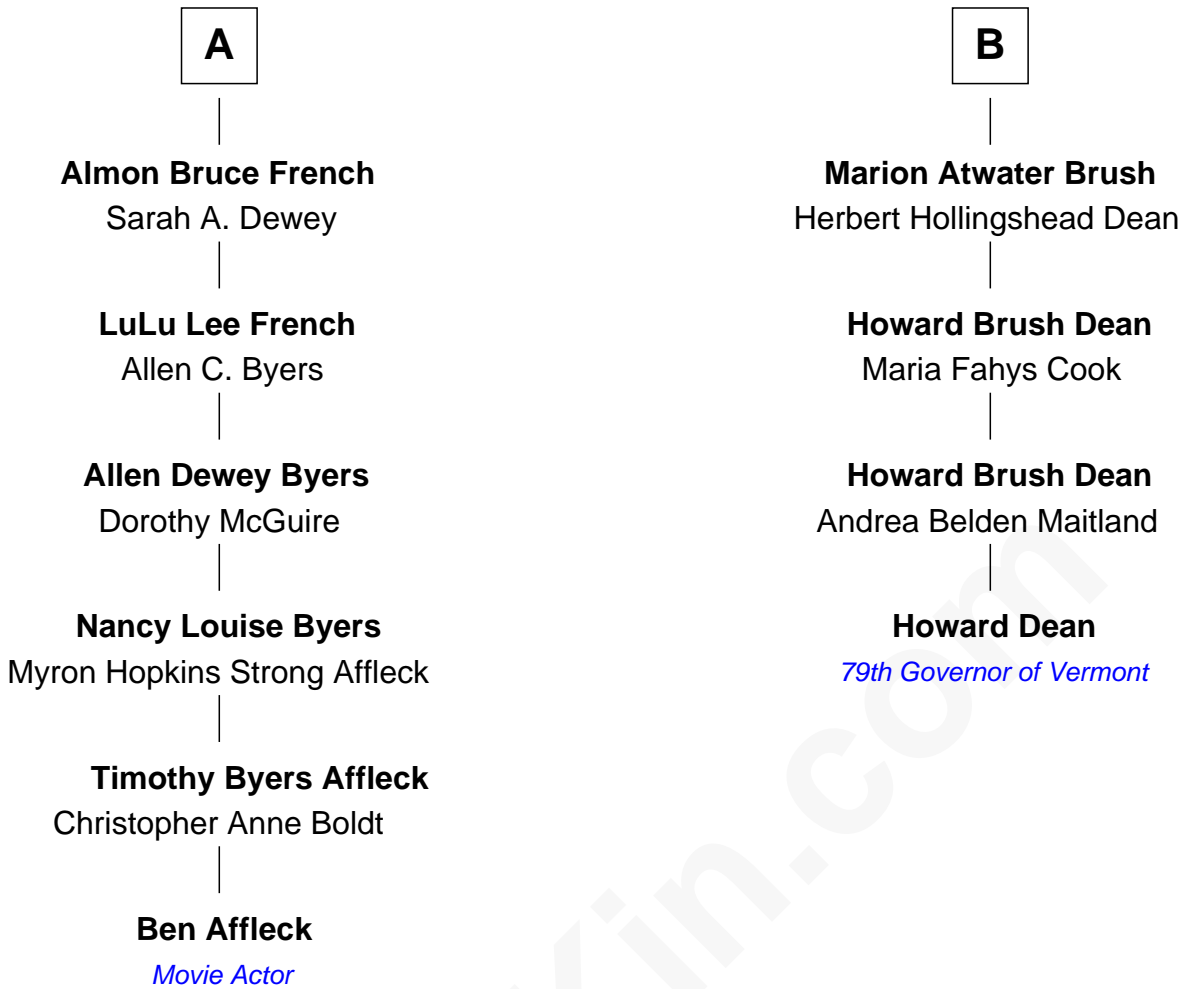 A
Almon Bruce French
Sarah A. Dewey
LuLu Lee French
Allen C. Byers
Allen Dewey Byers
Dorothy McGuire
Nancy Louise Byers
Myron Hopkins Strong Affleck
Timothy Byers Affleck
Christopher Anne Boldt
Ben Affleck
Movie Actor
B
Marion Atwater Brush
Herbert Hollingshead Dean
Howard Brush Dean
Maria Fahys Cook
Howard Brush Dean
Andrea Belden Maitland
Howard Dean
79th Governor of Vermont
Kin.com